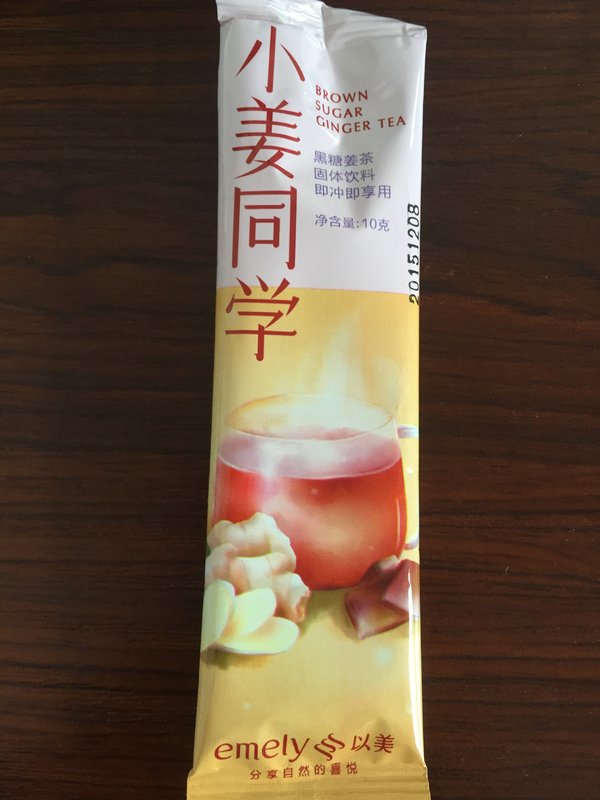 小姜同学
BROWN
SUGAR
GINGER TEA
黑糖姜茶
固体饮料
即冲即享用
净含量:10克
20151208
emely 以美
分享自然的喜悦